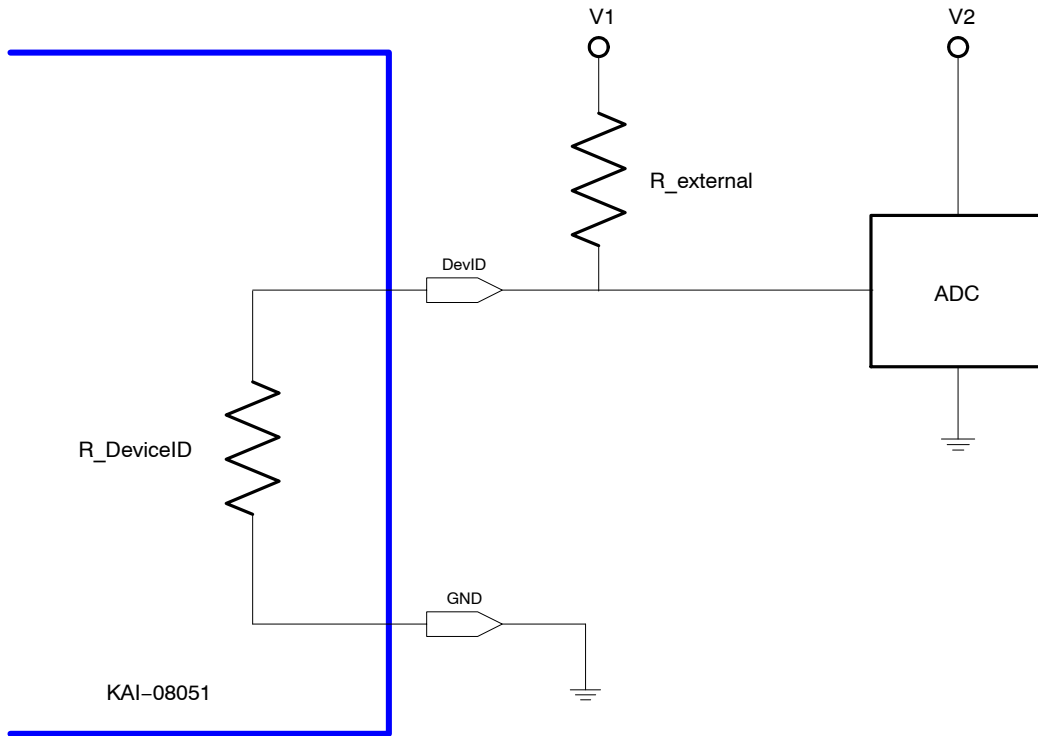 V1
V2
R_external
DevID
ADC
R_DeviceID
GND
KAI−08051